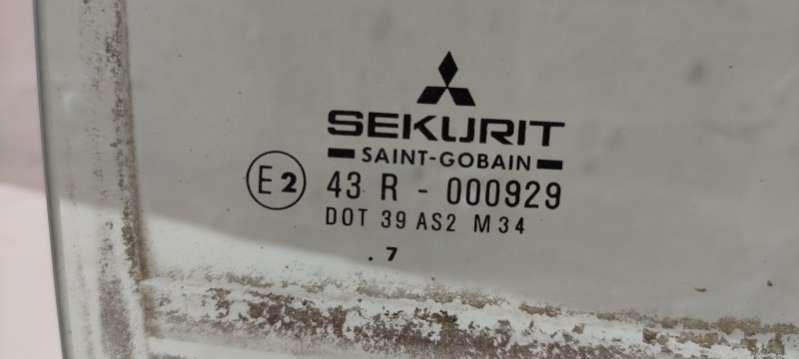 SEKURIT
SAINT-GOBAIN
E2 43 R - 000929
DOT 39 AS2 M34
. 7